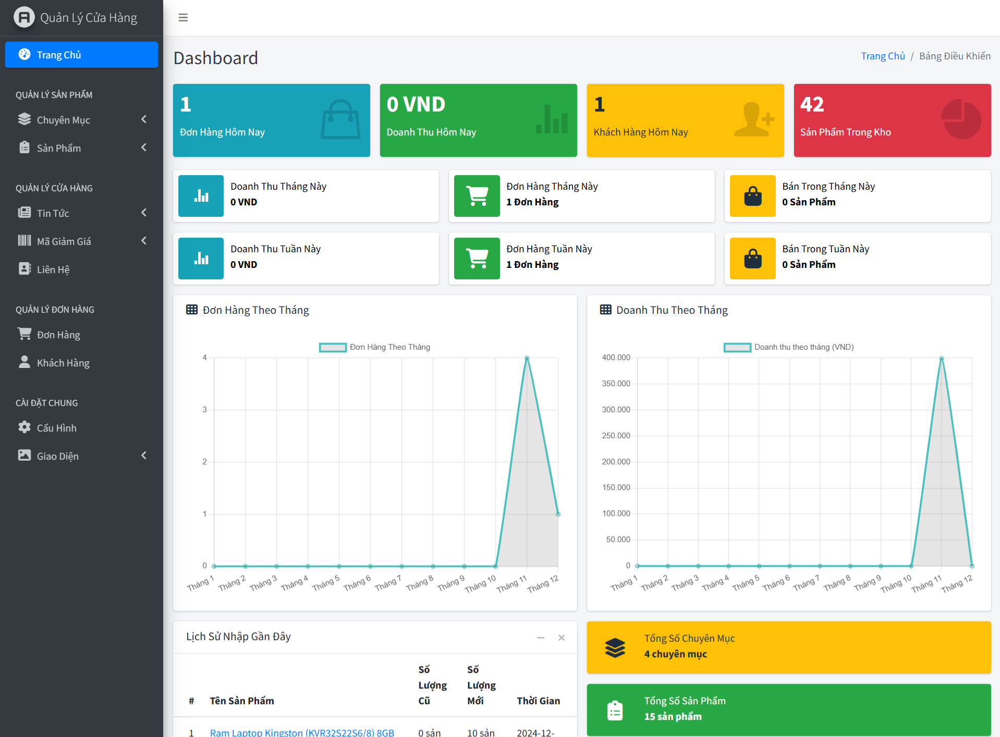 Quản Lý Cửa Hàng
Trang Chủ
QUẢN LÝ SẢN PHẨM
Chuyên Mục
Sản Phẩm
QUẢN LÝ CỬA HÀNG
Tin Tức
Mã Giảm Giá
Liên Hệ
QUẢN LÝ ĐƠN HÀNG
Đơn Hàng
Khách Hàng
CÀI ĐẶT CHUNG
Cấu Hình
Giao Diện
Dashboard
Trang Chủ / Bảng Điều Khiển
1
Đơn Hàng Hôm Nay
0 VND
Doanh Thu Hôm Nay
1
Khách Hàng Hôm Nay
42
Sản Phẩm Trong Kho
Doanh Thu Tháng Này
0 VND
Đơn Hàng Tháng Này
1 Đơn Hàng
Bán Trong Tháng Này
0 Sản Phẩm
Doanh Thu Tuần Này
0 VND
Đơn Hàng Tuần Này
1 Đơn Hàng
Bán Trong Tuần Này
0 Sản Phẩm
Đơn Hàng Theo Tháng
Đơn Hàng Theo Tháng
4
3
2
1
0
Tháng 1
Tháng 2
Tháng 3
Tháng 4
Tháng 5
Tháng 6
Tháng 7
Tháng 8
Tháng 9
Tháng 10
Tháng 11
Tháng 12
Doanh Thu Theo Tháng
Doanh thu theo tháng (VND)
400.000
350.000
300.000
250.000
200.000
150.000
100.000
50.000
0
Tháng 1
Tháng 2
Tháng 3
Tháng 4
Tháng 5
Tháng 6
Tháng 7
Tháng 8
Tháng 9
Tháng 10
Tháng 11
Tháng 12
Lịch Sử Nhập Gần Đây
# Tên Sản Phẩm Số Lượng Cũ Số Lượng Mới Thời Gian
1 Ram Laptop Kingston (KVR32S22S6/8) 8GB 0 sản 10 sản 2024-12-
Tổng Số Chuyên Mục
4 chuyên mục
Tổng Số Sản Phẩm
15 sản phẩm